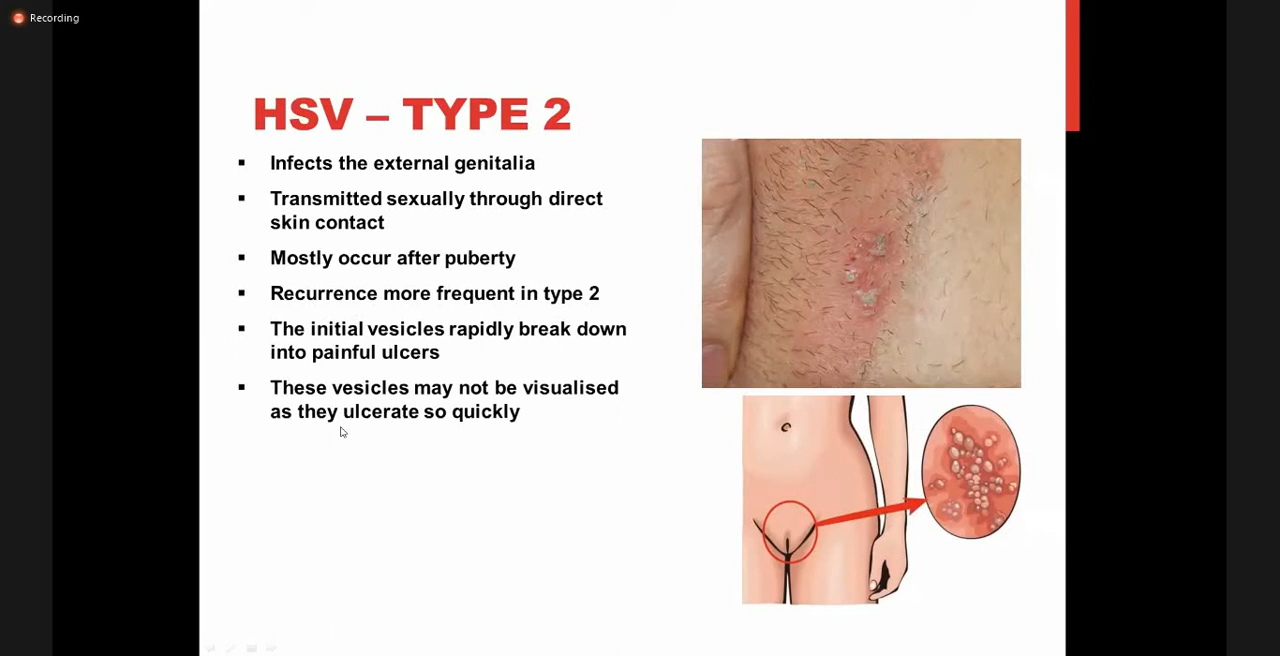 Recording
HSV – TYPE 2
▪ Infects the external genitalia
▪ Transmitted sexually through direct
skin contact
▪ Mostly occur after puberty
▪ Recurrence more frequent in type 2
▪ The initial vesicles rapidly break down
into painful ulcers
▪ These vesicles may not be visualised
as they ulcerate so quickly